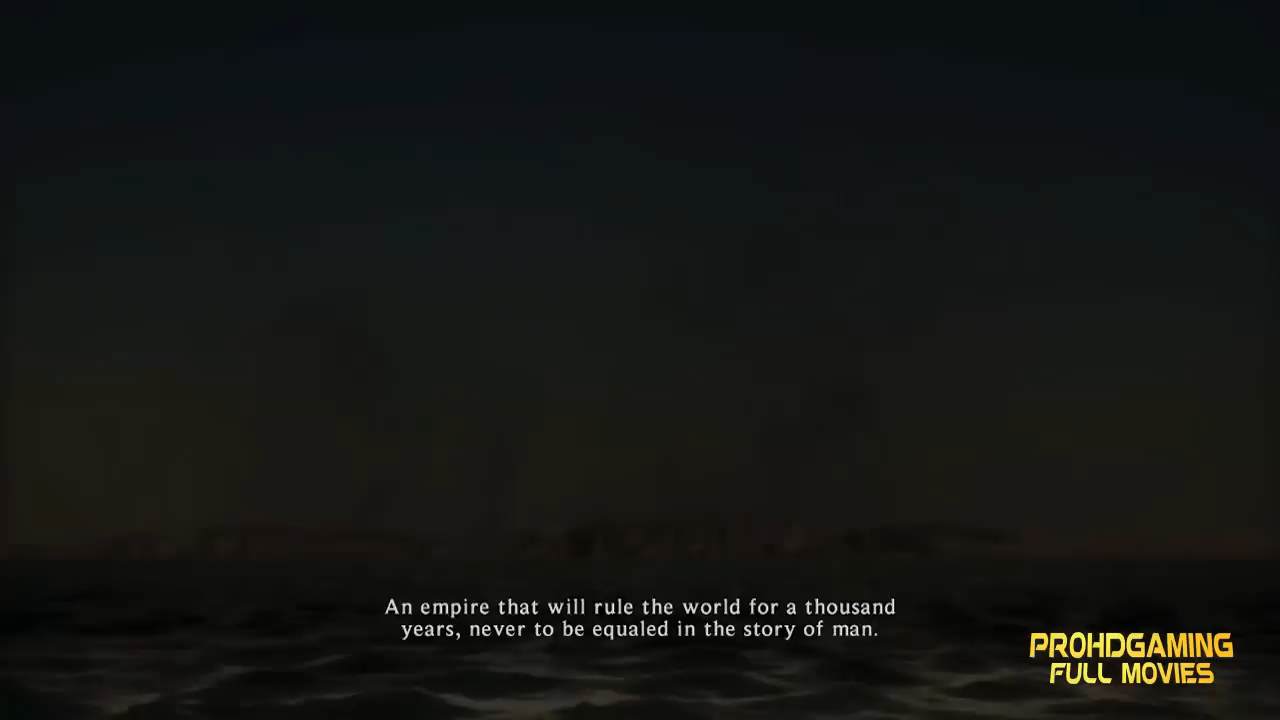 An empire that will rule the world for a thousand
years, never to be equaled in the story of man.
PROHDGAMING
FULL MOVIES